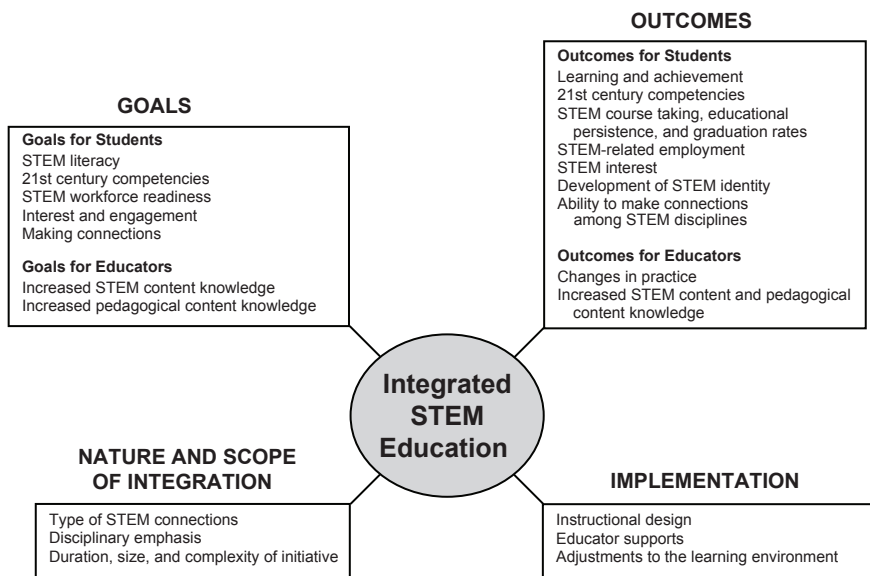 GOALS
Goals for Students
STEM literacy
21st century competencies
STEM workforce readiness
Interest and engagement
Making connections
Goals for Educators
Increased STEM content knowledge
Increased pedagogical content knowledge
OUTCOMES
Outcomes for Students
Learning and achievement
21st century competencies
STEM course taking, educational
persistence, and graduation rates
STEM-related employment
STEM interest
Development of STEM identity
Ability to make connections
among STEM disciplines
Outcomes for Educators
Changes in practice
Increased STEM content and pedagogical
content knowledge
Integrated
STEM
Education
NATURE AND SCOPE
OF INTEGRATION
Type of STEM connections
Disciplinary emphasis
Duration, size, and complexity of initiative
IMPLEMENTATION
Instructional design
Educator supports
Adjustments to the learning environment